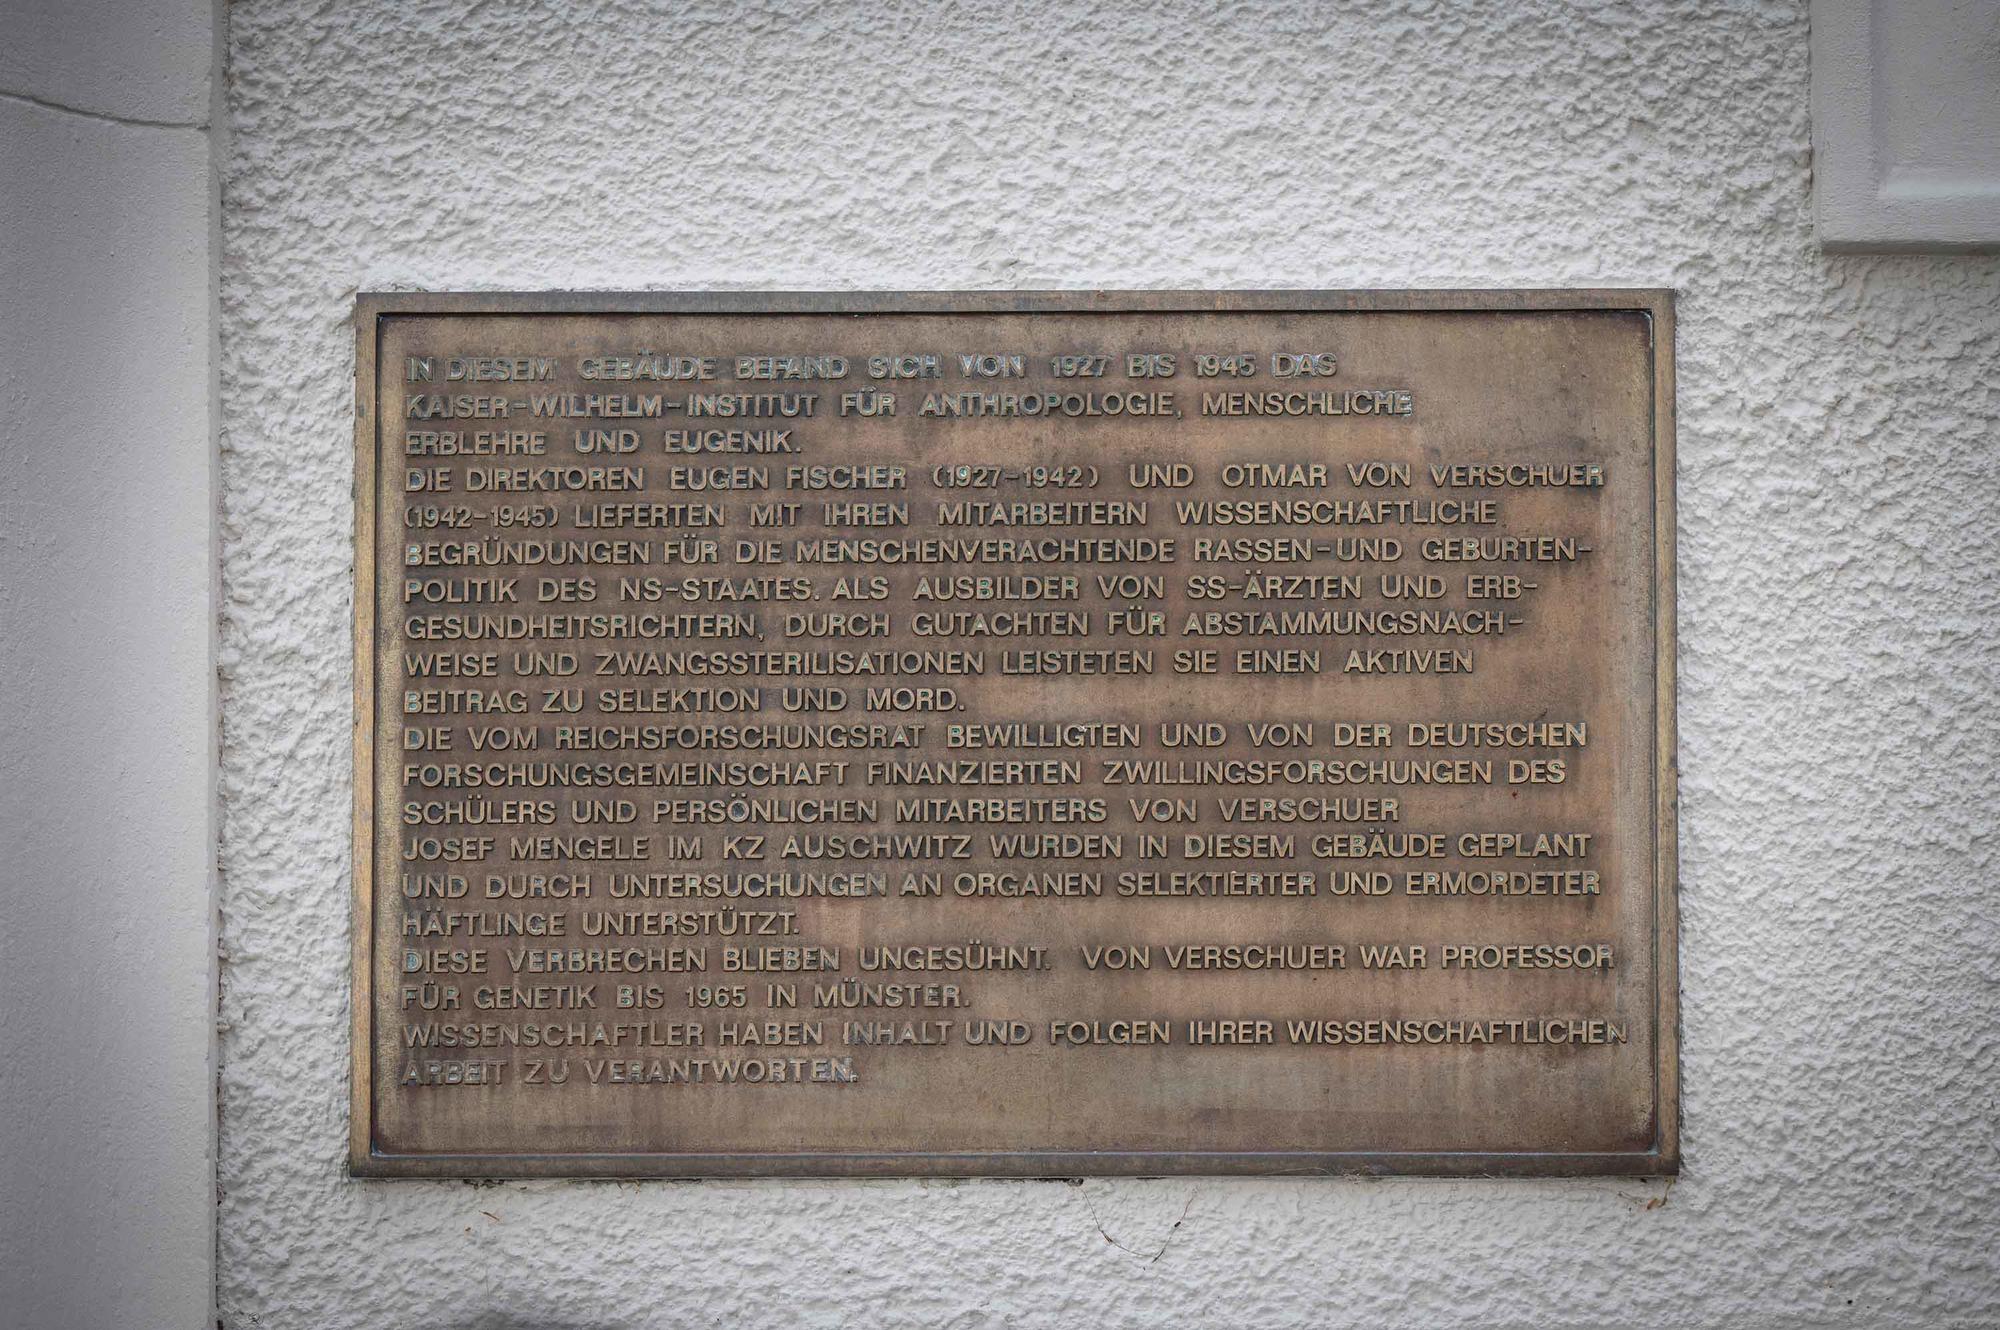 IN DIESEM GEBÄUDE BEFAND SICH VON 1927 BIS 1945 DAS
KAISER-WILHELM-INSTITUT FÜR ANTHROPOLOGIE, MENSCHLICHE
ERBLEHRE UND EUGENIK.
DIE DIREKTOREN EUGEN FISCHER (1927-1942) UND OTMAR VON VERSCHUER
(1942-1945) LIEFERTEN MIT IHREN MITARBEITERN WISSENSCHAFTLICHE
BEGRÜNDUNGEN FÜR DIE MENSCHENVERACHTENDE RASSEN-UND GEBURTEN-
POLITIK DES NS-STAATES. ALS AUSBILDER VON SS-ÄRZTEN UND ERB-
GESUNDHEITSRICHTERN, DURCH GUTACHTEN FÜR ABSTAMMUNGSNACH-
WEISE UND ZWANGSSTERILISATIONEN LEISTETEN SIE EINEN AKTIVEN
BEITRAG ZU SELEKTION UND MORD.
DIE VOM REICHSFORSCHUNGSRAT BEWILLIGTEN UND VON DER DEUTSCHEN
FORSCHUNGSGEMEINSCHAFT FINANZIERTEN ZWILLINGSFORSCHUNGEN DES
SCHÜLERS UND PERSÖNLICHEN MITARBEITERS VON VERSCHUER
JOSEF MENGELE IM KZ AUSCHWITZ WURDEN IN DIESEM GEBÄUDE GEPLANT
UND DURCH UNTERSUCHUNGEN AN ORGANEN SELEKTIERTER UND ERMORDETER
HÄFTLINGE UNTERSTÜTZT.
DIESE VERBRECHEN BLIEBEN UNGESÜHNT. VON VERSCHUER WAR PROFESSOR
FÜR GENETIK BIS 1965 IN MÜNSTER.
WISSENSCHAFTLER HABEN INHALT UND FOLGEN IHRER WISSENSCHAFTLICHEN
ARBEIT ZU VERANTWORTEN.